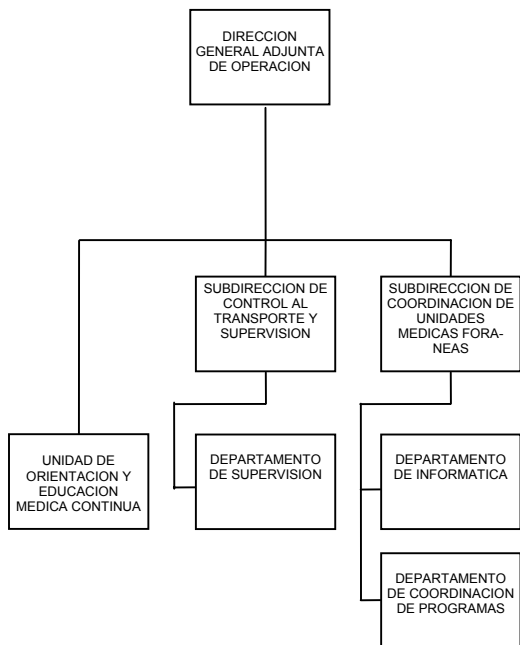 DIRECCION
GENERAL ADJUNTA
DE OPERACION
SUBDIRECCION DE
CONTROL AL
TRANSPORTE Y
SUPERVISION
SUBDIRECCION DE
COORDINACION DE
UNIDADES
MEDICAS FORA-
NEAS
UNIDAD DE
ORIENTACION Y
EDUCACION
MEDICA CONTINUA
DEPARTAMENTO
DE SUPERVISION
DEPARTAMENTO
DE INFORMATICA
DEPARTAMENTO
DE COORDINACION
DE PROGRAMAS